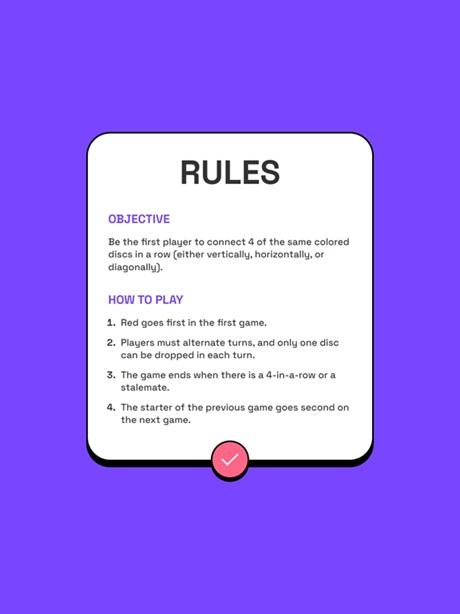 RULES
OBJECTIVE
Be the first player to connect 4 of the same colored
discs in a row (either vertically, horizontally, or
diagonally).
HOW TO PLAY
1. Red goes first in the first game.
2. Players must alternate turns, and only one disc
can be dropped in each turn.
3. The game ends when there is a 4-in-a-row or a
stalemate.
4. The starter of the previous game goes second on
the next game.